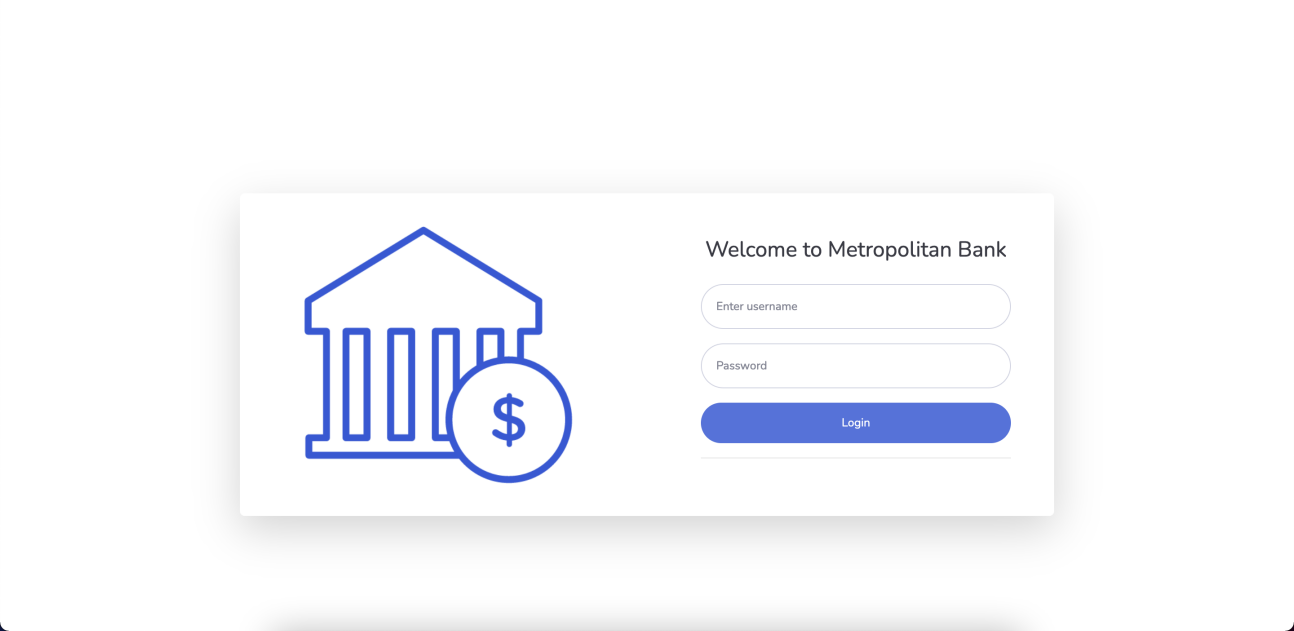 Welcome to Metropolitan Bank
Enter username
Password
Login
$